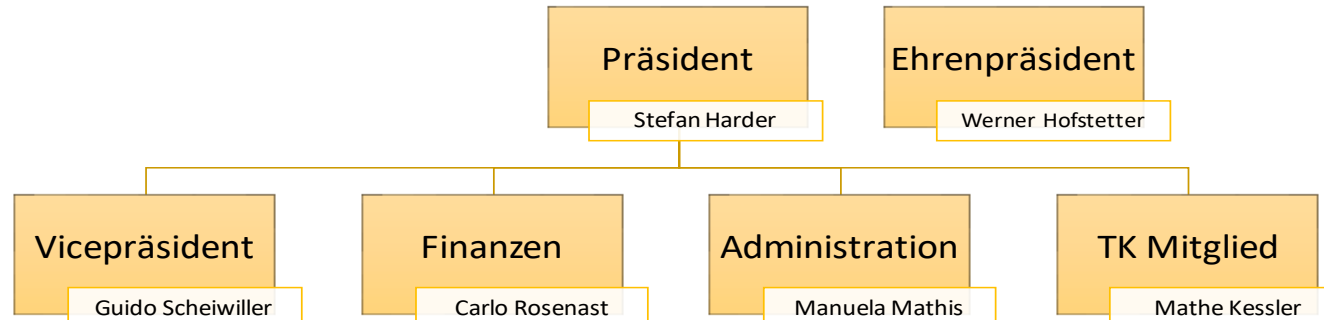 Präsident
Ehrenpräsident
Stefan Harder
Werner Hofstetter
Vicepräsident
Finanzen
Administration
TK Mitglied
Guido Scheiwiller
Carlo Rosenast
Manuela Mathis
Mathe Kessler